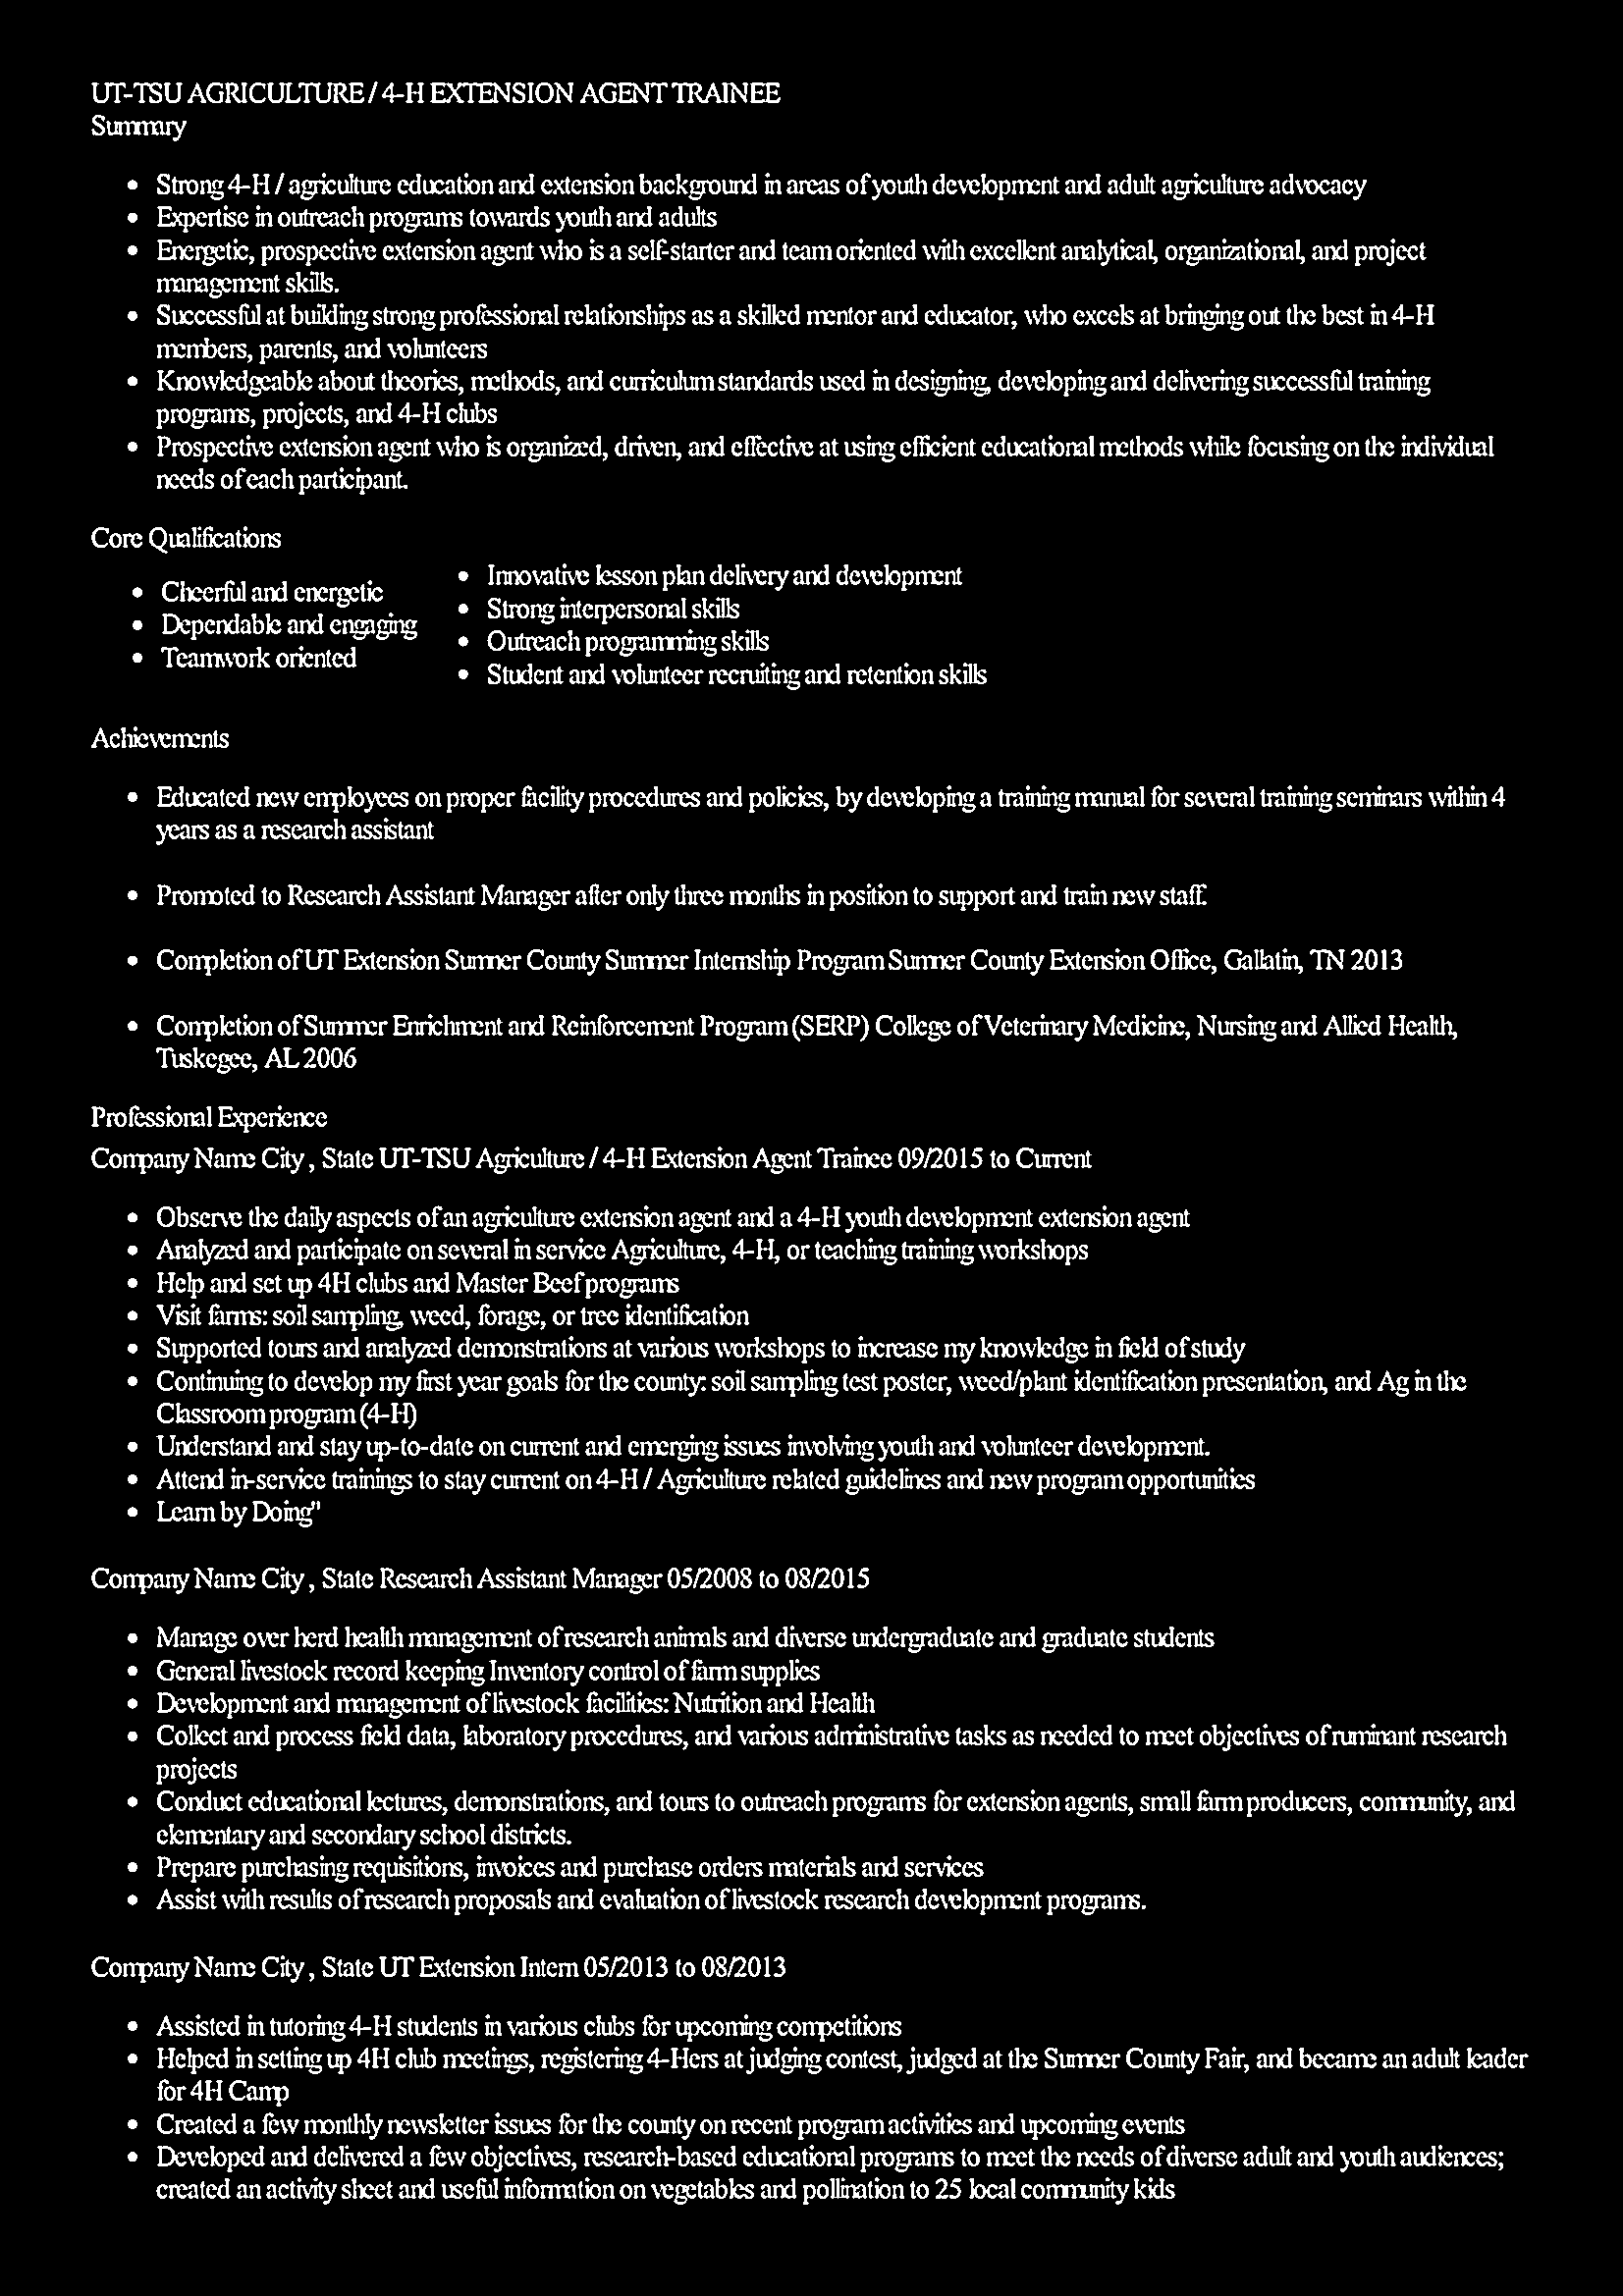 UT-TSU AGRICULTURE / 4-H EXTENSION AGENT TRAINEE
Summary
• Strong 4-H / agriculture education and extension background in areas of youth development and adult agriculture advocacy
• Expertise in outreach programs towards youth and adults
• Energetic, prospective extension agent who is a self-starter and team oriented with excellent analytical, organizational, and project
management skills.
• Successful at building strong professional relationships as a skilled mentor and educator, who excels at bringing out the best in 4-H
members, parents, and volunteers
• Knowledgeable about theories, methods, and curriculum standards used in designing, developing and delivering successful training
programs, projects, and 4-H clubs
• Prospective extension agent who is organized, driven, and effective at using efficient educational methods while focusing on the individual
needs of each participant.
Core Qualifications
• Cheerful and energetic
• Dependable and engaging
• Teamwork oriented
• Innovative lesson plan delivery and development
• Strong interpersonal skills
• Outreach programming skills
• Student and volunteer recruiting and retention skills
Achievements
• Educated new employees on proper facility procedures and policies, by developing a training manual for several training seminars within 4
years as a research assistant
• Promoted to Research Assistant Manager after only three months in position to support and train new staff.
• Completion of UT Extension Sumner County Summer Internship Program Sumner County Extension Office, Gallatin, TN 2013
• Completion of Summer Enrichment and Reinforcement Program (SERP) College of Veterinary Medicine, Nursing and Allied Health,
Tuskegee, AL 2006
Professional Experience
Company Name City , State UT-TSU Agriculture / 4-H Extension Agent Trainee 09/2015 to Current
• Observe the daily aspects of an agriculture extension agent and a 4-H youth development extension agent
• Analyzed and participate on several in service Agriculture, 4-H, or teaching training workshops
• Help and set up 4H clubs and Master Beef programs
• Visit farms: soil sampling, weed, forage, or tree identification
• Supported tours and analyzed demonstrations at various workshops to increase my knowledge in field of study
• Continuing to develop my first year goals for the county: soil sampling test poster, weed/plant identification presentation, and Ag in the
Classroom program (4-H)
• Understand and stay up-to-date on current and emerging issues involving youth and volunteer development.
• Attend in-service trainings to stay current on 4-H / Agriculture related guidelines and new program opportunities
• Learn by Doing"
Company Name City , State Research Assistant Manager 05/2008 to 08/2015
• Manage over herd health management of research animals and diverse undergraduate and graduate students
• General livestock record keeping Inventory control of farm supplies
• Development and management of livestock facilities: Nutrition and Health
• Collect and process field data, laboratory procedures, and various administrative tasks as needed to meet objectives of ruminant research
projects
• Conduct educational lectures, demonstrations, and tours to outreach programs for extension agents, small farm producers, community, and
elementary and secondary school districts.
• Prepare purchasing requisitions, invoices and purchase orders materials and services
• Assist with results of research proposals and evaluation of livestock research development programs.
Company Name City , State UT Extension Intern 05/2013 to 08/2013
• Assisted in tutoring 4-H students in various clubs for upcoming competitions
• Helped in setting up 4H club meetings, registering 4-Hers at judging contest, judged at the Sumner County Fair, and became an adult leader
for 4H Camp
• Created a few monthly newsletter issues for the county on recent program activities and upcoming events
• Developed and delivered a few objectives, research-based educational programs to meet the needs of diverse adult and youth audiences;
created an activity sheet and useful information on vegetables and pollination to 25 local community kids